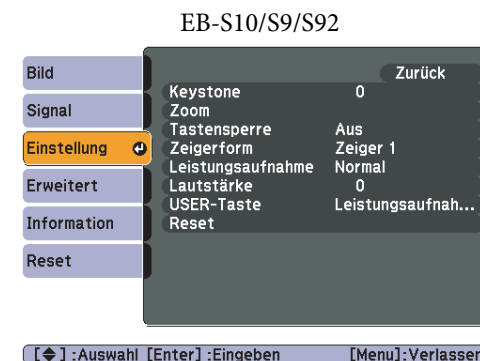 EB-S10/S9/S92
Bild
Signal
Einstellung
Erweitert
Information
Reset
Zurück
Keystone 0
Zoom
Tastensperre Aus
Zeigerform Zeiger 1
Leistungsaufnahme Normal
Lautstärke 0
USER-Taste Leistungsaufnah...
Reset
[◆] :Auswahl [Enter] :Eingeben [Menu]:Verlassen